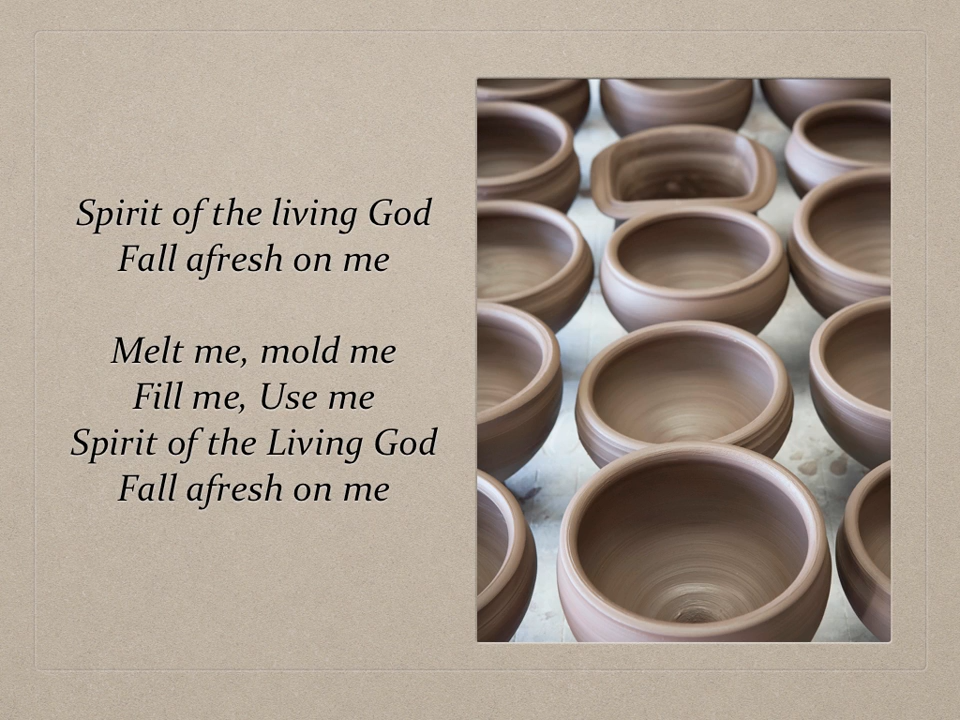 Spirit of the living God
Fall afresh on me
Melt me, mold me
Fill me, Use me
Spirit of the Living God
Fall afresh on me